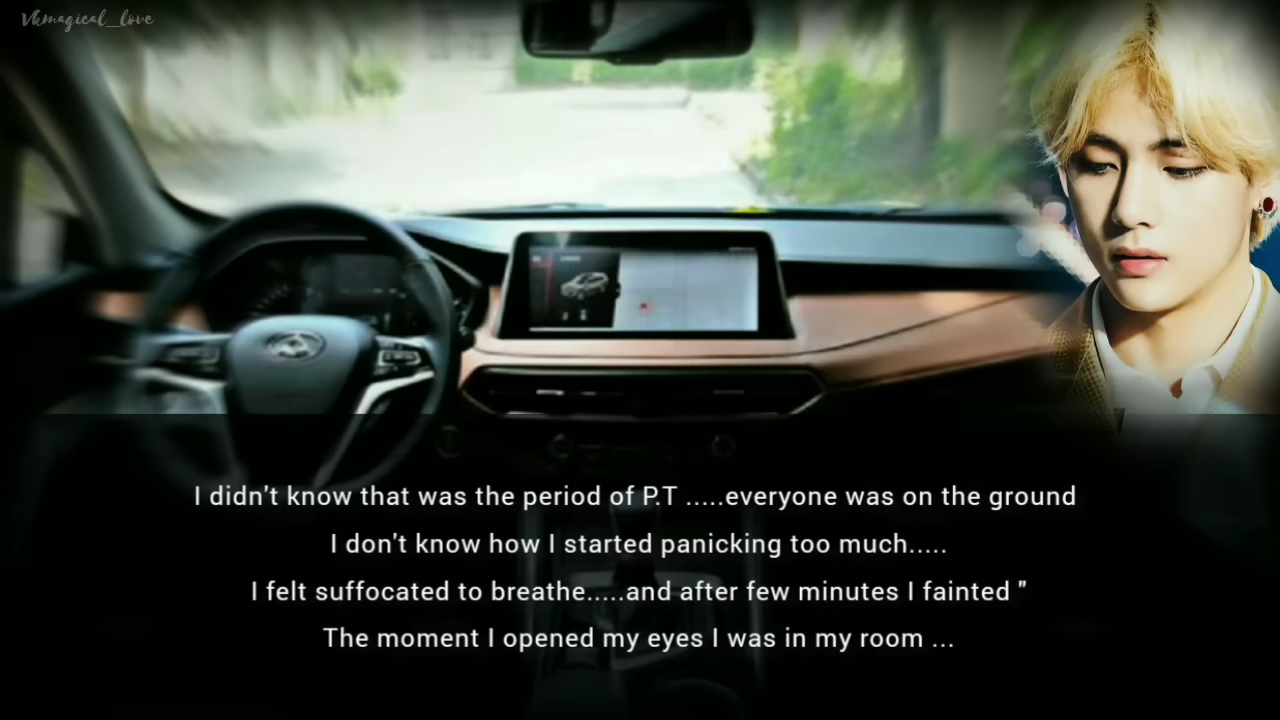 Vkmagical_love
I didn't know that was the period of P.T .....everyone was on the ground
I don't know how I started panicking too much.....
I felt suffocated to breathe.....and after few minutes I fainted "
The moment I opened my eyes I was in my room ...